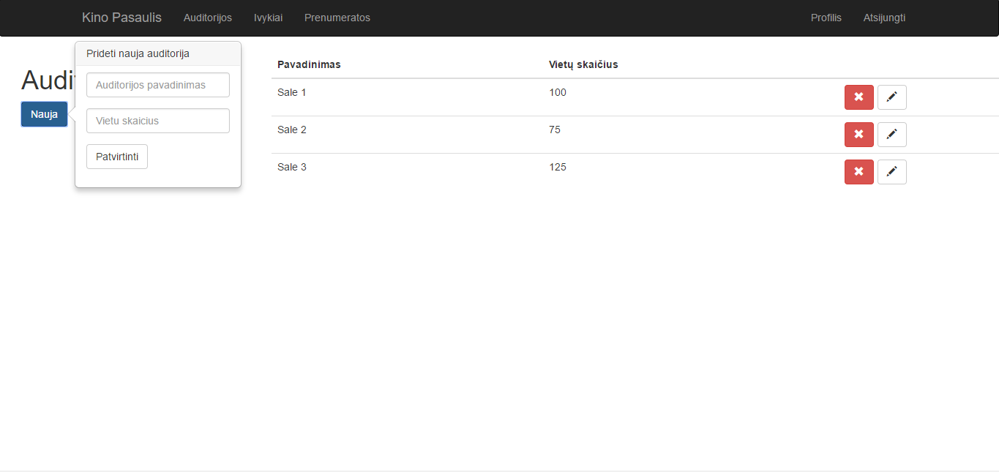 Kino Pasaulis Auditorijos Ivykiai Prenumeratos Profilis Atsijungti
Prideti nauja auditorija
Auditorijos pavadinimas
Nauja
Vietu skaicius
Patvirtinti
Pavadinimas Vietų skaičius
Sale 1 100
Sale 2 75
Sale 3 125